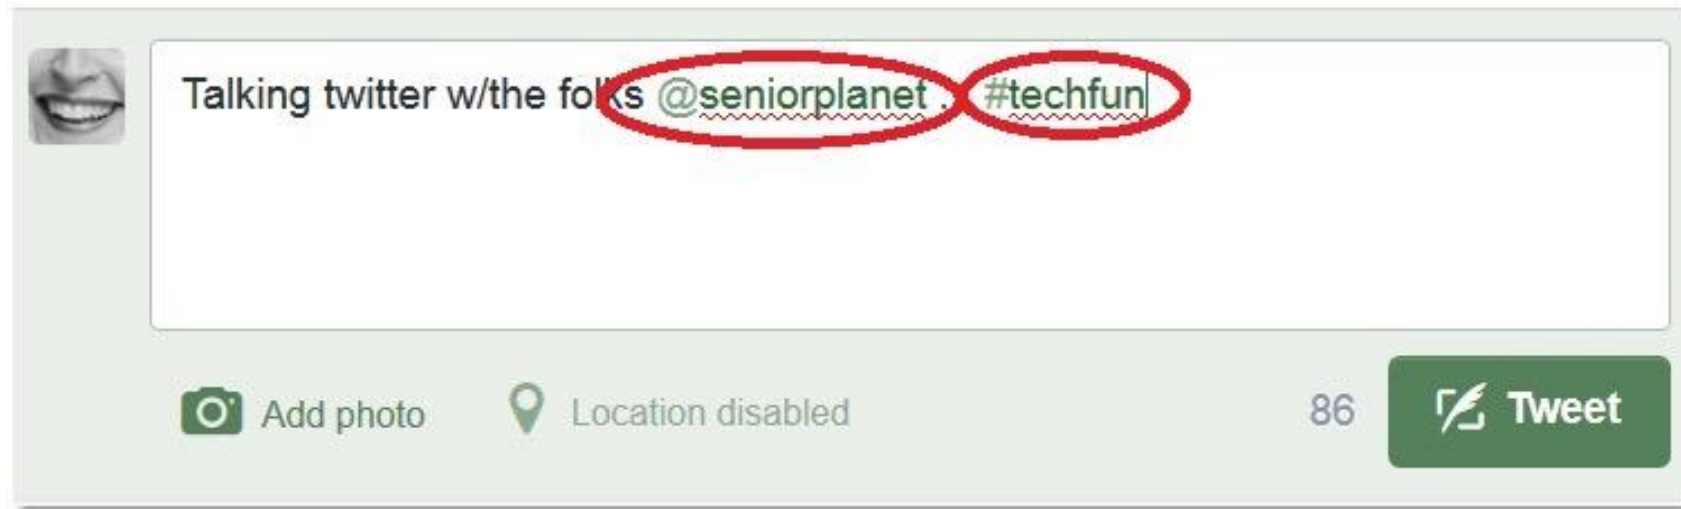 Talking twitter w/the folks @seniorplanet . #techfun
Add photo Location disabled 86 Tweet